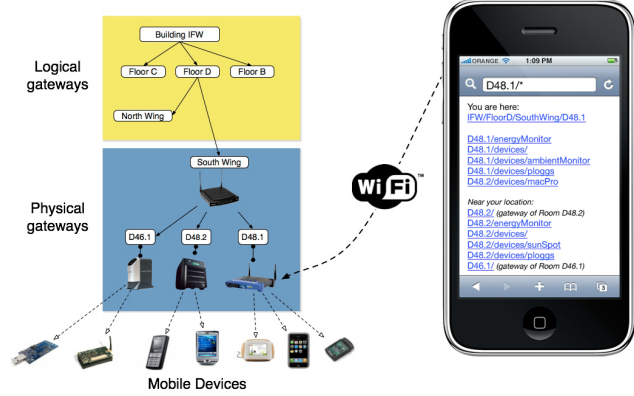 Building IFW
Logical
gateways
Floor C
Floor D
Floor B
North Wing
South Wing
Physical
gateways
D46.1
D48.2
D48.1
Mobile Devices
Wi Fi ™
ORANGE
1:09 PM
D48.1/*
You are here:
IFW/FloorD/SouthWing/D48.1
D48.1/energyMonitor
D48.1/devices/
D48.1/devices/ambientMonitor
D48.1/devices/ploggs
D48.2/devices/macPro
Near your location:
D48.2/ (gateway of Room D48.2)
D48.2/energyMonitor
D48.2/devices/
D48.2/devices/sunSpot
D48.2/devices/ploggs
D46.1/ (gateway of Room D46.1)
3